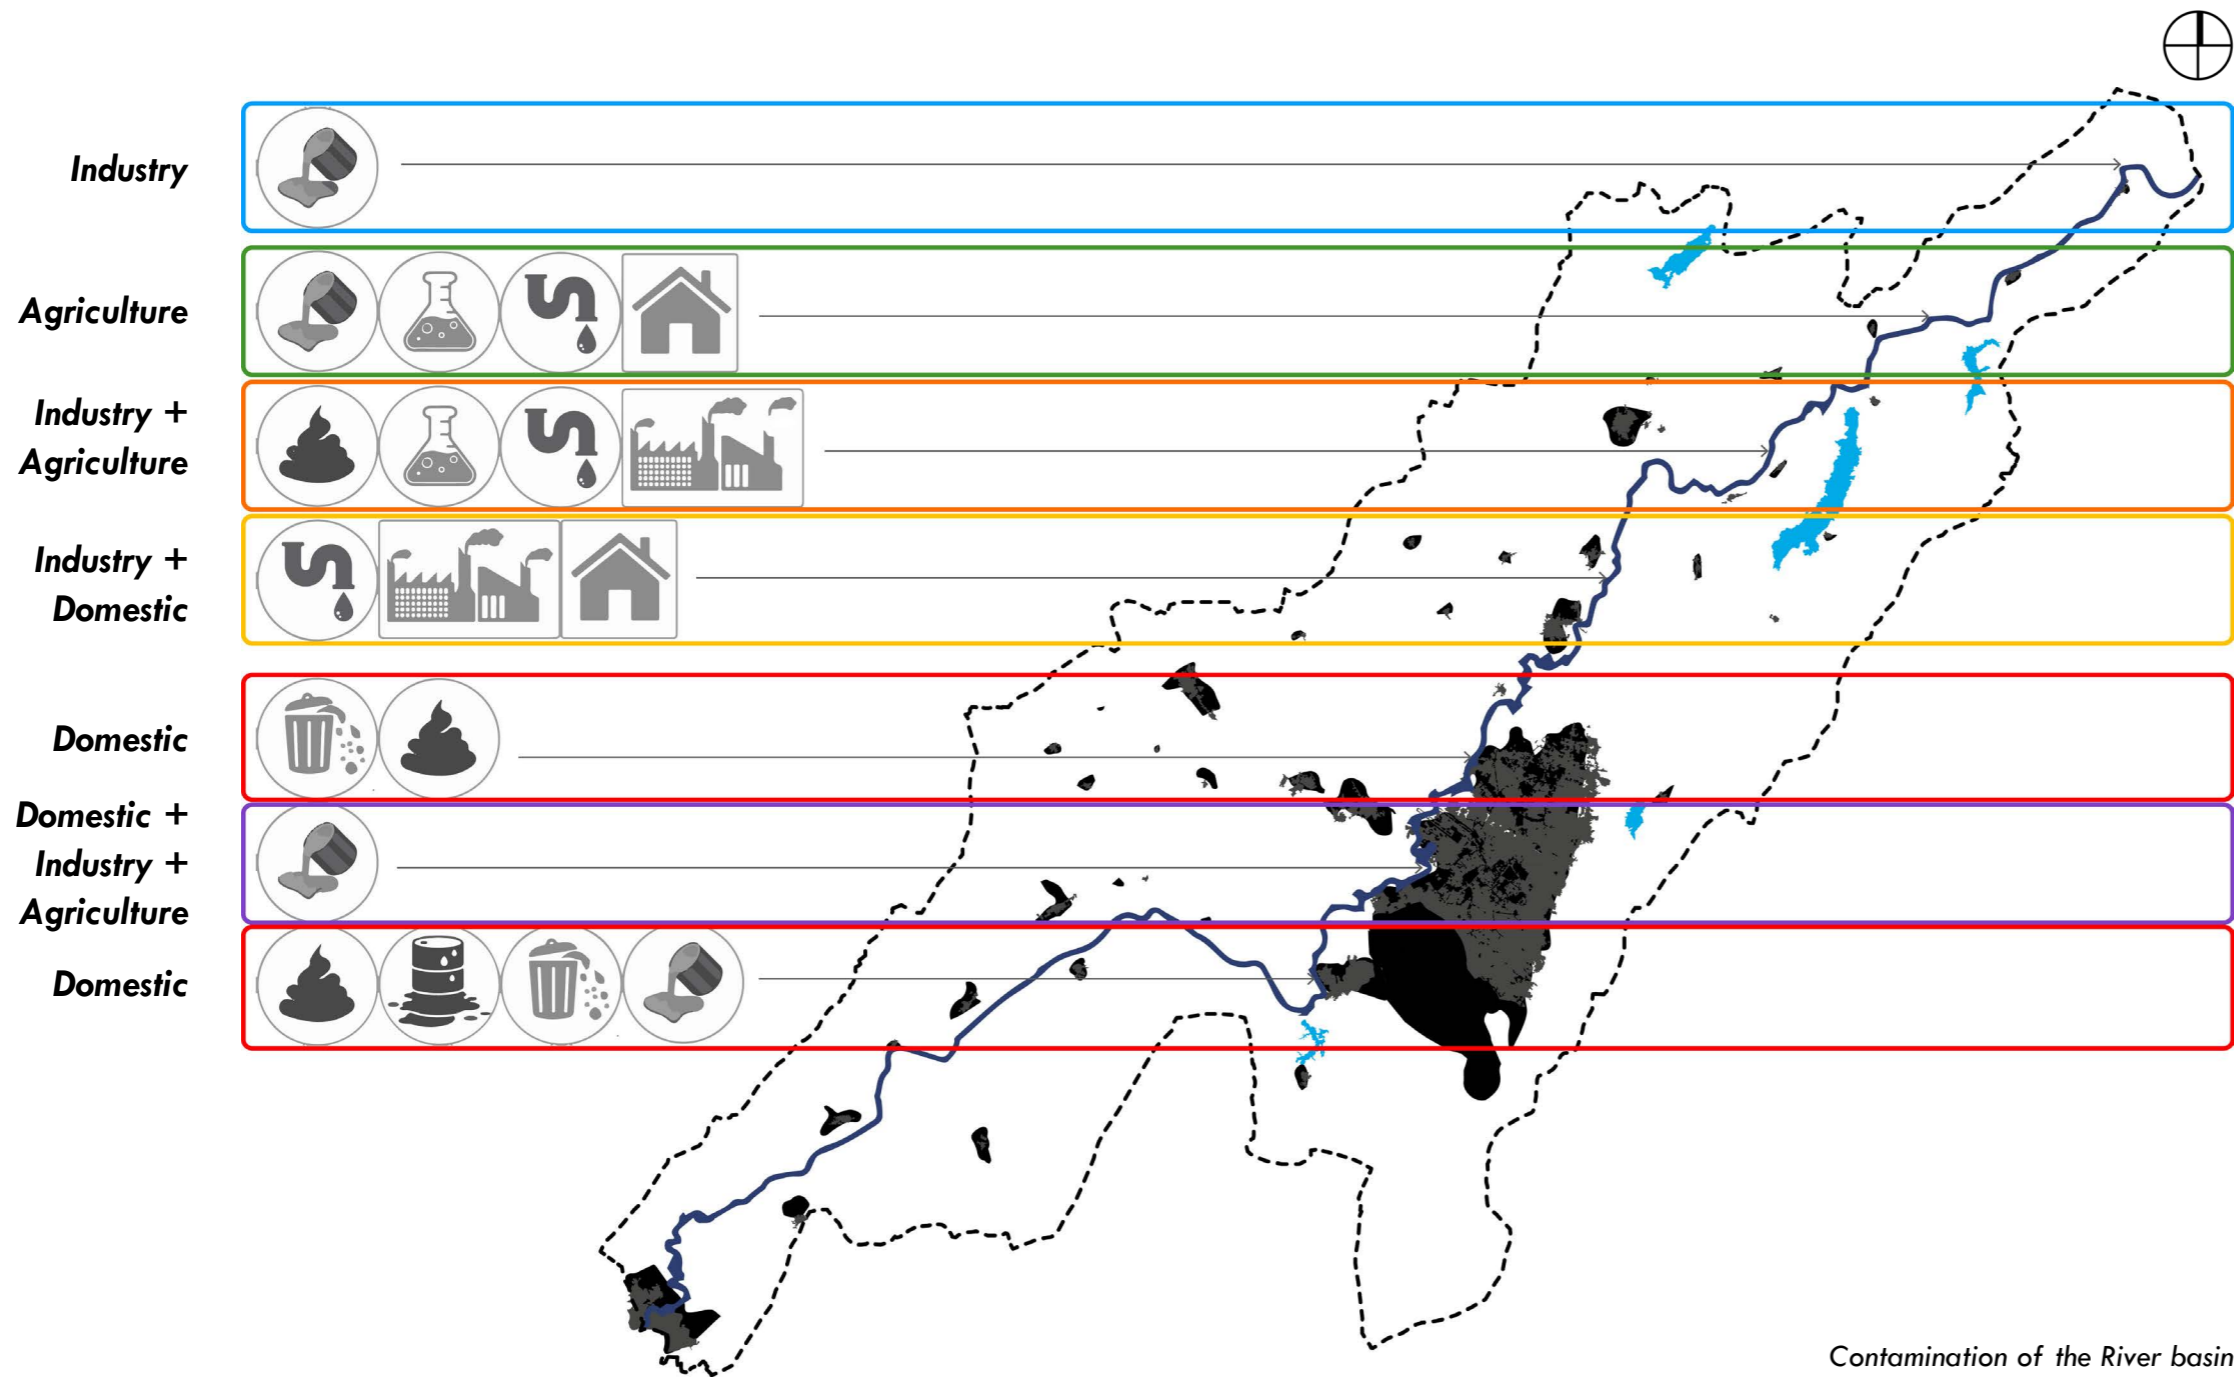 Industry
Agriculture
Industry +
Agriculture
Industry +
Domestic
Domestic
Domestic +
Industry +
Agriculture
Domestic
Contamination of the River basin